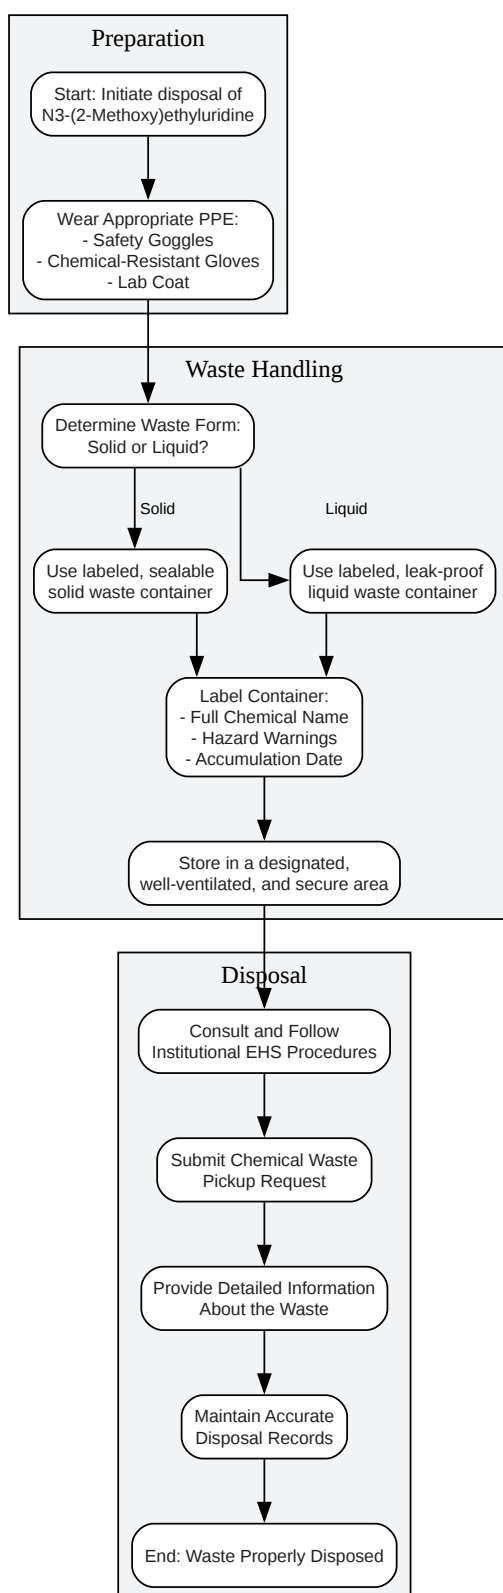 Preparation
Start: Initiate disposal of
N3-(2-Methoxy)ethyluridine
Wear Appropriate PPE:
- Safety Goggles
- Chemical-Resistant Gloves
- Lab Coat
Waste Handling
Determine Waste Form:
Solid or Liquid?
Solid
Liquid
Use labeled, sealable
solid waste container
Use labeled, leak-proof
liquid waste container
Label Container:
- Full Chemical Name
- Hazard Warnings
- Accumulation Date
Store in a designated,
well-ventilated, and secure area
Disposal
Consult and Follow
Institutional EHS Procedures
Submit Chemical Waste
Pickup Request
Provide Detailed Information
About the Waste
Maintain Accurate
Disposal Records
End: Waste Properly Disposed